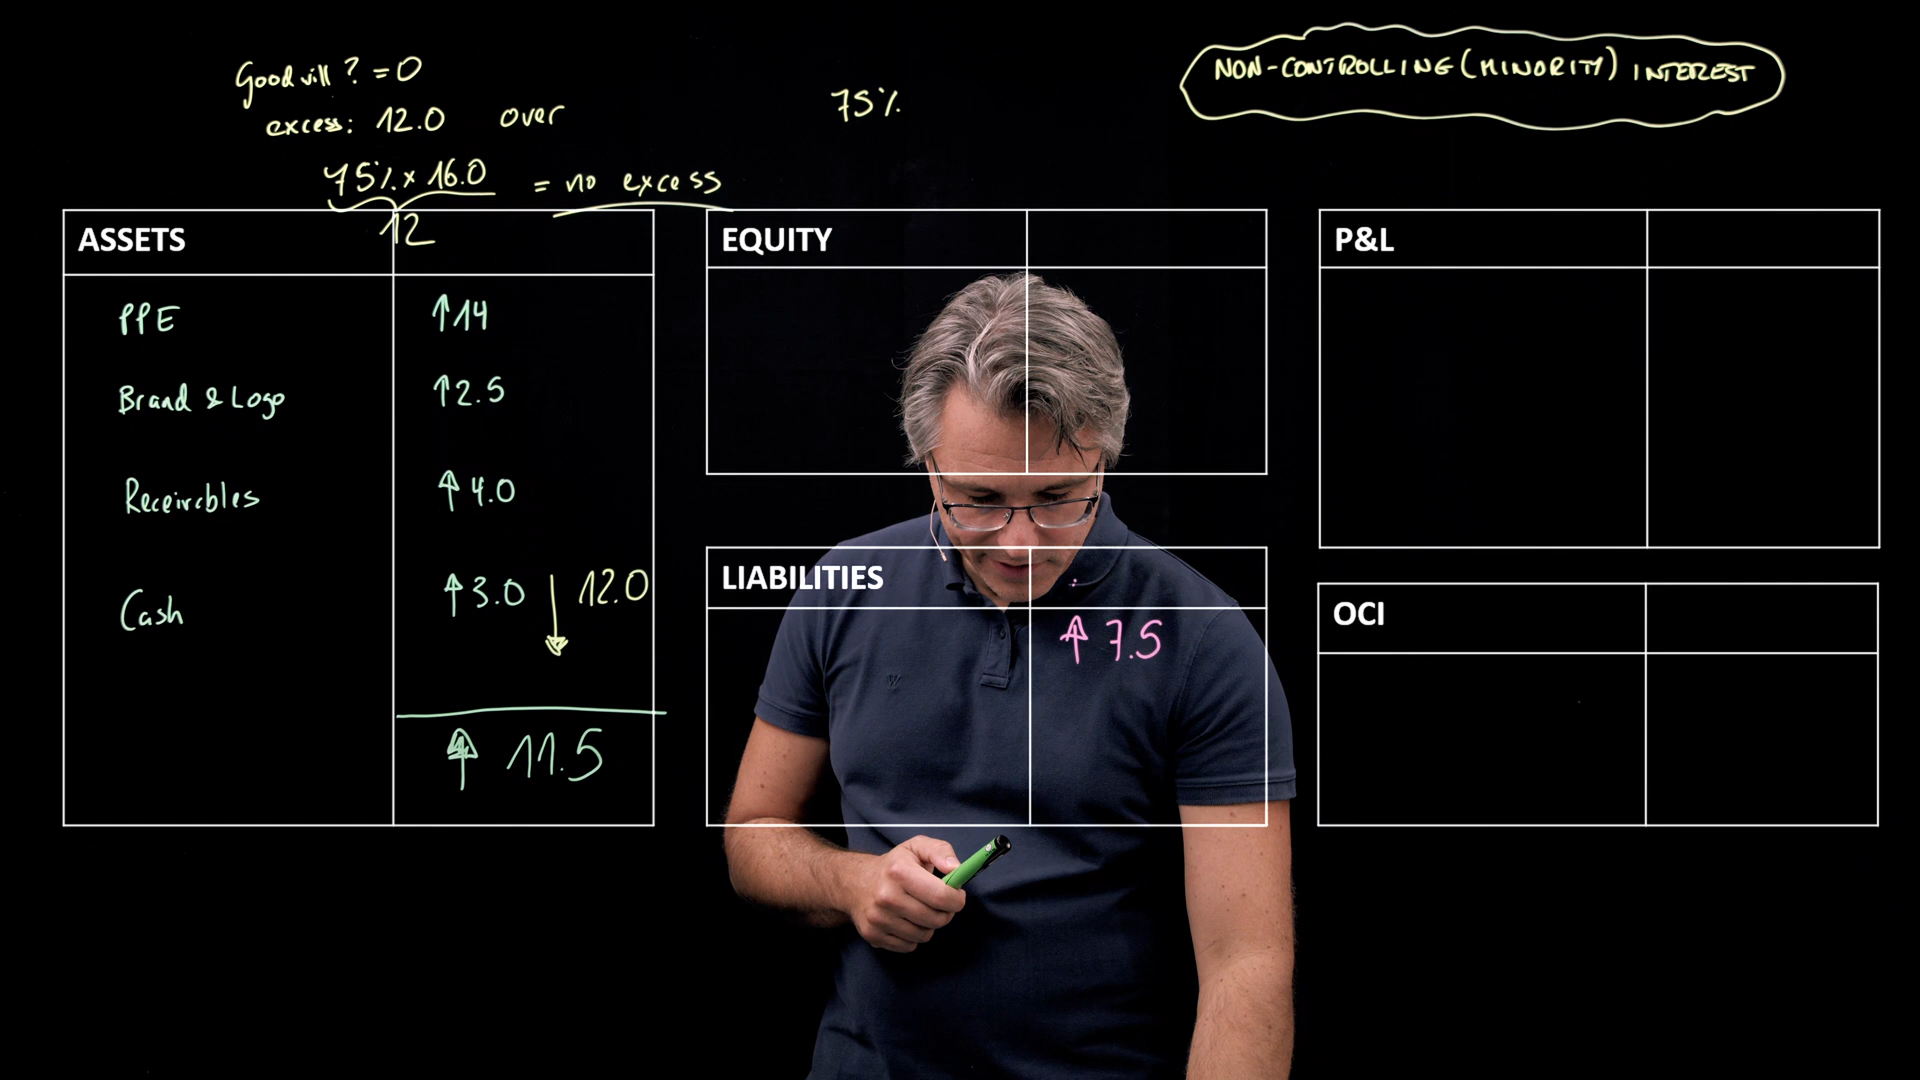 Goodwill ? = 0
excess: 12.0 over
75% × 16.0 = no excess
12
75%
NON-CONTROLLING (MINORITY) INTEREST
ASSETS
PPE ↑14
Brand & Logo ↑2.5
Receivables ↑4.0
Cash ↑3.0 ↓ 12.0
↑ 11.5
EQUITY
LIABILITIES
↑ 7.5
P&L
OCI